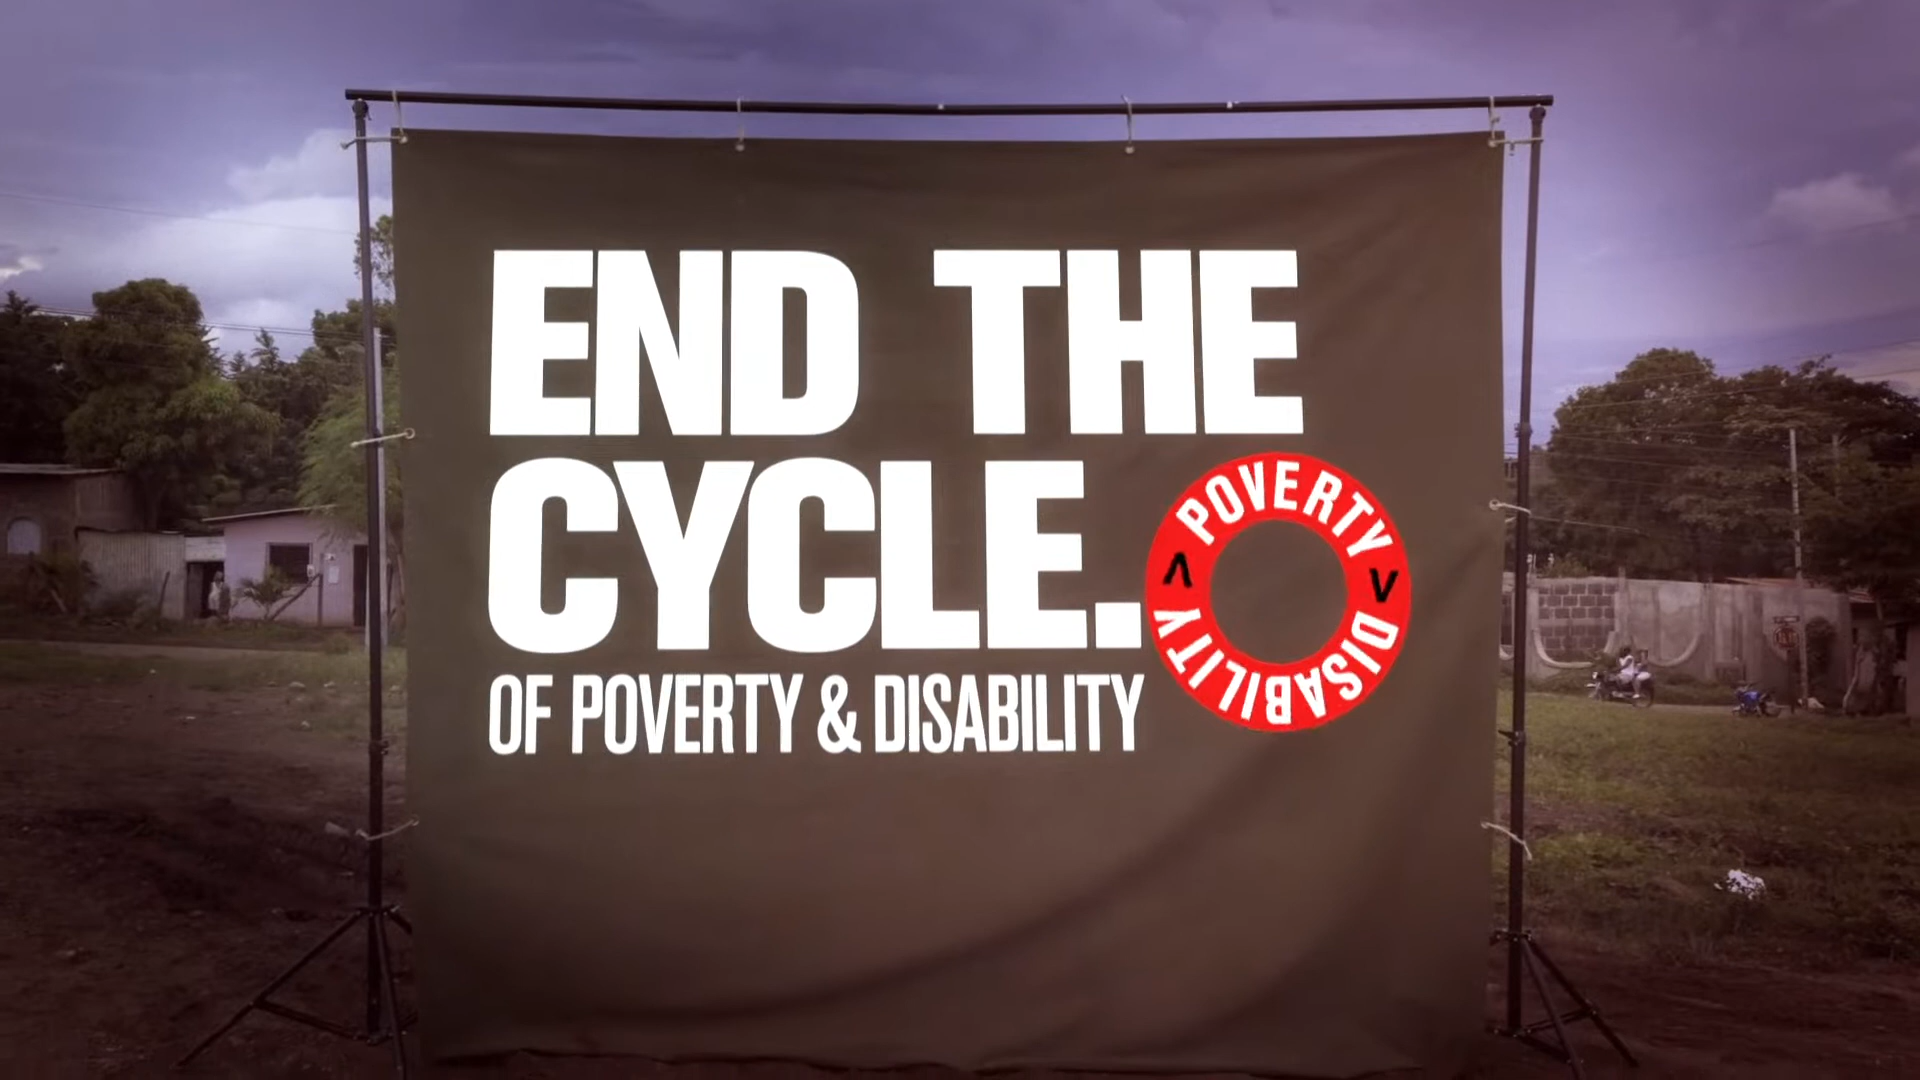 END THE
CYCLE.
OF POVERTY & DISABILITY
POVERTY > DISABILITY >